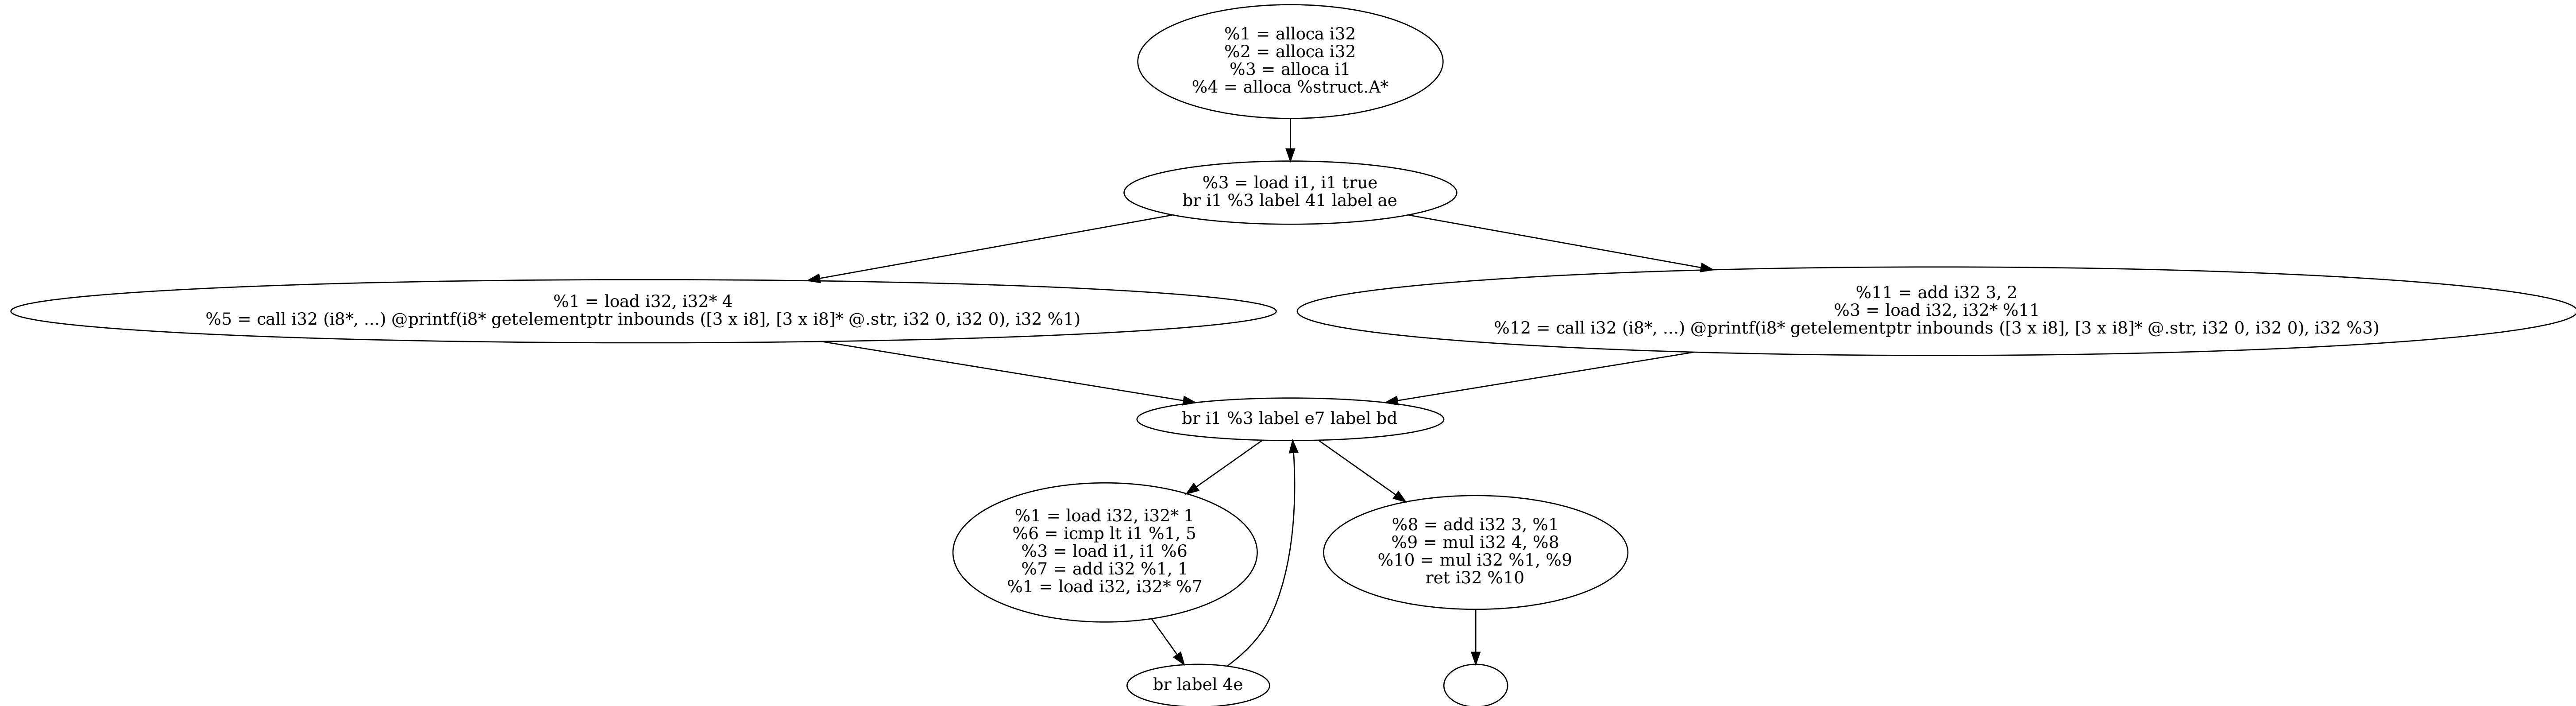 %1 = alloca i32
%2 = alloca i32
%3 = alloca i1
%4 = alloca %struct.A*
%3 = load i1, i1 true
br i1 %3 label 41 label ae
%1 = load i32, i32* 4
%5 = call i32 (i8*, ...) @printf(i8* getelementptr inbounds ([3 x i8], [3 x i8]* @.str, i32 0, i32 0), i32 %1)
%11 = add i32 3, 2
%3 = load i32, i32* %11
%12 = call i32 (i8*, ...) @printf(i8* getelementptr inbounds ([3 x i8], [3 x i8]* @.str, i32 0, i32 0), i32 %3)
br i1 %3 label e7 label bd
%1 = load i32, i32* 1
%6 = icmp lt i1 %1, 5
%3 = load i1, i1 %6
%7 = add i32 %1, 1
%1 = load i32, i32* %7
%8 = add i32 3, %1
%9 = mul i32 4, %8
%10 = mul i32 %1, %9
ret i32 %10
br label 4e